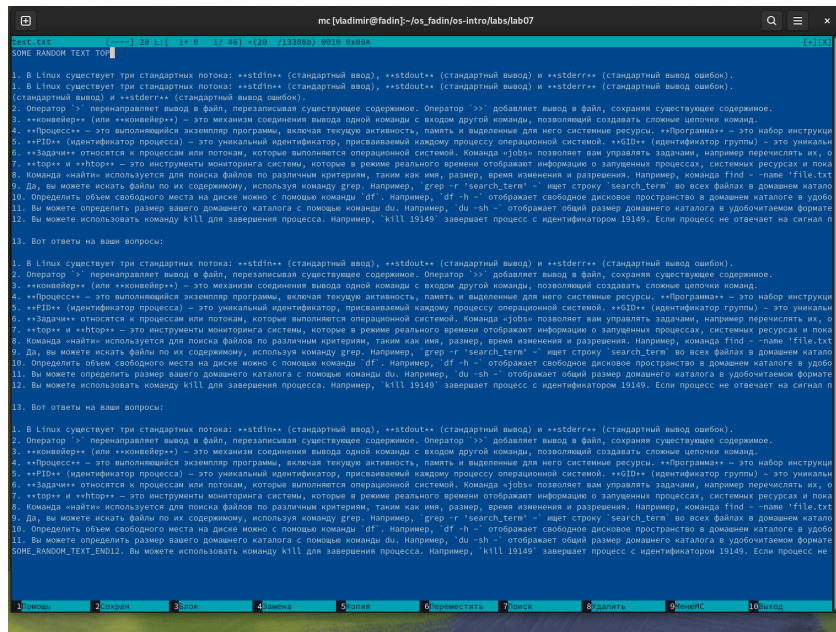 mc [vladimir@fadin]:~/os_fadin/os-intro/labs/lab07
text.txt [----] 20 L:[ 1+ 0 1/ 46] *(20 /13308b) 0010 0x00A [*][X]
SOME RANDOM TEXT TOP
1. В Linux существует три стандартных потока: **stdin** (стандартный ввод), **stdout** (стандартный вывод) и **stderr** (стандартный вывод ошибок).
1. В Linux существует три стандартных потока: **stdin** (стандартный ввод), **stdout** (стандартный вывод) и **stderr** (стандартный вывод ошибок).
(стандартный вывод) и **stderr** (стандартный вывод ошибок).
2. Оператор `>` перенаправляет вывод в файл, перезаписывая существующее содержимое. Оператор `>>` добавляет вывод в файл, сохраняя существующее содержимое.
3. **конвейер** (или **конвейер**) — это механизм соединения вывода одной команды с входом другой команды, позволяющий создавать сложные цепочки команд.
4. **Процесс** — это выполняющийся экземпляр программы, включая текущую активность, память и выделенные для него системные ресурсы. **Программа** — это набор инструкци
5. **PID** (идентификатор процесса) — это уникальный идентификатор, присваиваемый каждому процессу операционной системой. **GID** (идентификатор группы) — это уникальн
6. **Задачи** относятся к процессам или потокам, которые выполняются операционной системой. Команда «jobs» позволяет вам управлять задачами, например перечислять их, о
7. **top** и **htop** — это инструменты мониторинга системы, которые в режиме реального времени отображают информацию о запущенных процессах, системных ресурсах и пока
8. Команда «найти» используется для поиска файлов по различным критериям, таким как имя, размер, время изменения и разрешения. Например, команда find ~ -name 'file.txt
9. Да, вы можете искать файлы по их содержимому, используя команду grep. Например, `grep -r 'search_term' ~` ищет строку `search_term` во всех файлах в домашнем катало
10. Определить объем свободного места на диске можно с помощью команды `df`. Например, `df -h ~` отображает свободное дисковое пространство в домашнем каталоге в удобо
11. Вы можете определить размер вашего домашнего каталога с помощью команды du. Например, `du -sh ~` отображает общий размер домашнего каталога в удобочитаемом формате
12. Вы можете использовать команду kill для завершения процесса. Например, `kill 19149` завершает процесс с идентификатором 19149. Если процесс не отвечает на сигнал п
13. Вот ответы на ваши вопросы:
1. В Linux существует три стандартных потока: **stdin** (стандартный ввод), **stdout** (стандартный вывод) и **stderr** (стандартный вывод ошибок).
2. Оператор `>` перенаправляет вывод в файл, перезаписывая существующее содержимое. Оператор `>>` добавляет вывод в файл, сохраняя существующее содержимое.
3. **конвейер** (или **конвейер**) — это механизм соединения вывода одной команды с входом другой команды, позволяющий создавать сложные цепочки команд.
4. **Процесс** — это выполняющийся экземпляр программы, включая текущую активность, память и выделенные для него системные ресурсы. **Программа** — это набор инструкци
5. **PID** (идентификатор процесса) — это уникальный идентификатор, присваиваемый каждому процессу операционной системой. **GID** (идентификатор группы) — это уникальн
6. **Задачи** относятся к процессам или потокам, которые выполняются операционной системой. Команда «jobs» позволяет вам управлять задачами, например перечислять их, о
7. **top** и **htop** — это инструменты мониторинга системы, которые в режиме реального времени отображают информацию о запущенных процессах, системных ресурсах и пока
8. Команда «найти» используется для поиска файлов по различным критериям, таким как имя, размер, время изменения и разрешения. Например, команда find ~ -name 'file.txt
9. Да, вы можете искать файлы по их содержимому, используя команду grep. Например, `grep -r 'search_term' ~` ищет строку `search_term` во всех файлах в домашнем катало
10. Определить объем свободного места на диске можно с помощью команды `df`. Например, `df -h ~` отображает свободное дисковое пространство в домашнем каталоге в удобо
11. Вы можете определить размер вашего домашнего каталога с помощью команды du. Например, `du -sh ~` отображает общий размер домашнего каталога в удобочитаемом формате
12. Вы можете использовать команду kill для завершения процесса. Например, `kill 19149` завершает процесс с идентификатором 19149. Если процесс не отвечает на сигнал п
13. Вот ответы на ваши вопросы:
1. В Linux существует три стандартных потока: **stdin** (стандартный ввод), **stdout** (стандартный вывод) и **stderr** (стандартный вывод ошибок).
2. Оператор `>` перенаправляет вывод в файл, перезаписывая существующее содержимое. Оператор `>>` добавляет вывод в файл, сохраняя существующее содержимое.
3. **конвейер** (или **конвейер**) — это механизм соединения вывода одной команды с входом другой команды, позволяющий создавать сложные цепочки команд.
4. **Процесс** — это выполняющийся экземпляр программы, включая текущую активность, память и выделенные для него системные ресурсы. **Программа** — это набор инструкци
5. **PID** (идентификатор процесса) — это уникальный идентификатор, присваиваемый каждому процессу операционной системой. **GID** (идентификатор группы) — это уникальн
6. **Задачи** относятся к процессам или потокам, которые выполняются операционной системой. Команда «jobs» позволяет вам управлять задачами, например перечислять их, о
7. **top** и **htop** — это инструменты мониторинга системы, которые в режиме реального времени отображают информацию о запущенных процессах, системных ресурсах и пока
8. Команда «найти» используется для поиска файлов по различным критериям, таким как имя, размер, время изменения и разрешения. Например, команда find ~ -name 'file.txt
9. Да, вы можете искать файлы по их содержимому, используя команду grep. Например, `grep -r 'search_term' ~` ищет строку `search_term` во всех файлах в домашнем катало
10. Определить объем свободного места на диске можно с помощью команды `df`. Например, `df -h ~` отображает свободное дисковое пространство в домашнем каталоге в удобо
11. Вы можете определить размер вашего домашнего каталога с помощью команды du. Например, `du -sh ~` отображает общий размер домашнего каталога в удобочитаемом формате
SOME_RANDOM_TEXT_END12. Вы можете использовать команду kill для завершения процесса. Например, `kill 19149` завершает процесс с идентификатором 19149. Если процесс не
1Помощь 2Сохран 3Блок 4Замена 5Копия 6Переместить 7Поиск 8Удалить 9МенюMC 10Выход